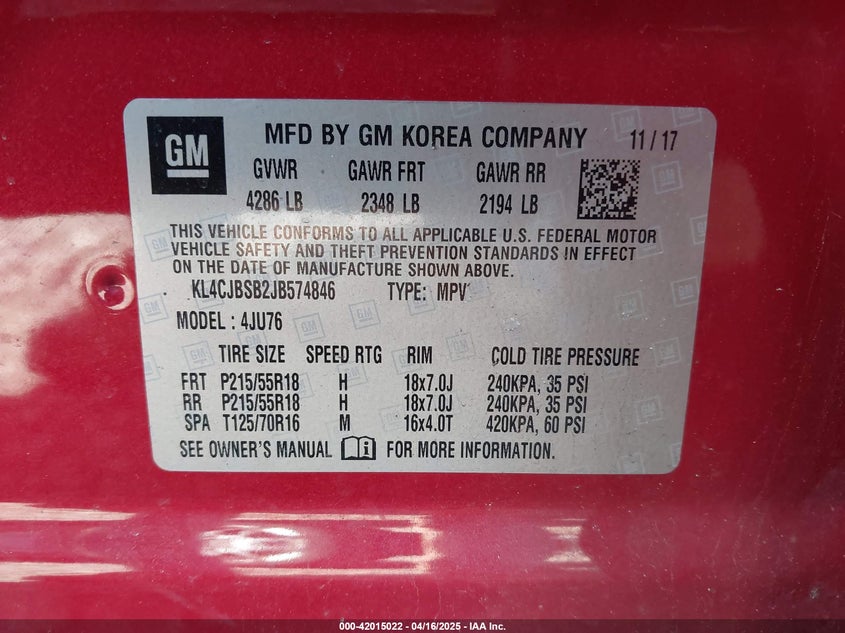 GM MFD BY GM KOREA COMPANY 11 / 17
GVWR GAWR FRT GAWR RR
4286 LB 2348 LB 2194 LB
THIS VEHICLE CONFORMS TO ALL APPLICABLE U.S. FEDERAL MOTOR
VEHICLE SAFETY AND THEFT PREVENTION STANDARDS IN EFFECT
ON THE DATE OF MANUFACTURE SHOWN ABOVE.
KL4CJBSB2JB574846 TYPE: MPV
MODEL : 4JU76
TIRE SIZE SPEED RTG RIM COLD TIRE PRESSURE
FRT P215/55R18 H 18x7.0J 240KPA, 35 PSI
RR P215/55R18 H 18x7.0J 240KPA, 35 PSI
SPA T125/70R16 M 16x4.0T 420KPA, 60 PSI
SEE OWNER'S MANUAL FOR MORE INFORMATION.
000-42015022 - 04/16/2025 - IAA Inc.